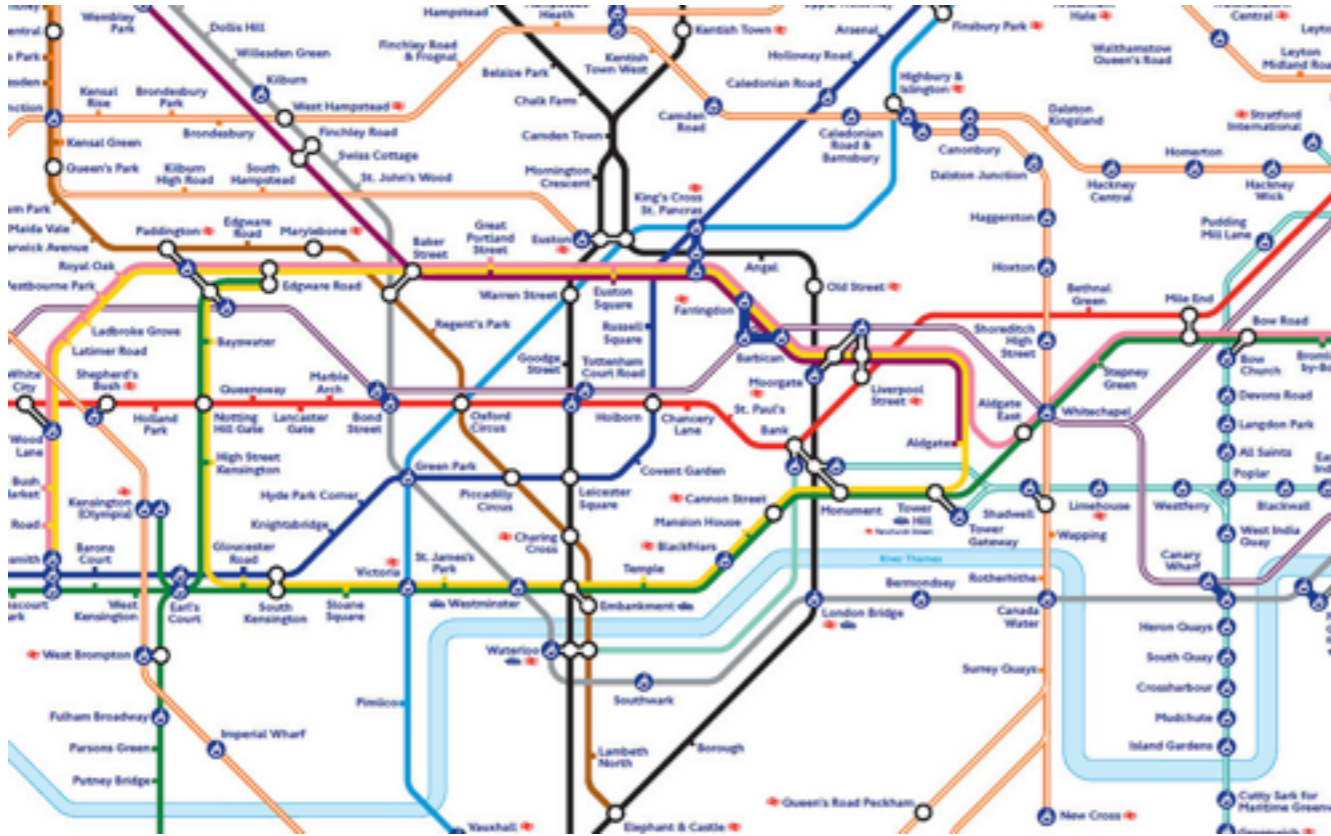 Wembley
Park
Dollis Hill
Willesden Green
Kilburn
West Hampstead
Finchley Road
Swiss Cottage
St. John's Wood
Kensal
Rise
Brondesbury
Park
Brondesbury
Kensal Green
Queen's Park
Kilburn
High Road
South
Hampstead
Finchley Road
& Frognal
Hampstead
Belsize Park
Chalk Farm
Camden Town
Mornington
Crescent
Kentish
Town West
Kentish Town
Camden
Road
Arsenal
Holloway Road
Caledonian Road
Finsbury Park
Highbury &
Islington
Caledonian
Road &
Barnsbury
Canonbury
Dalston
Kingsland
Dalston Junction
Haggerston
Hoxton
Shoreditch
High
Street
Hackney
Central
Homerton
Hackney
Wick
Walthamstow
Queen's Road
Leyton
Midland Road
Stratford
International
Pudding
Mill Lane
Maida Vale
Warwick Avenue
Royal Oak
Westbourne Park
Ladbroke Grove
Latimer Road
Paddington
Edgware
Road
Marylebone
Edgware Road
Baker
Street
Great
Portland
Street
Euston
King's Cross
St. Pancras
Euston
Square
Warren Street
Regent's Park
Russell
Square
Goodge
Street
Tottenham
Court Road
Angel
Old Street
Farringdon
Barbican
Moorgate
Liverpool
Street
St. Paul's
Bank
Aldgate
East
Aldgate
Whitechapel
Stepney
Green
Bethnal
Green
Mile End
Bow Road
Bow
Church
Devons Road
Langdon Park
All Saints
Poplar
Blackwall
West India
Quay
Westferry
Limehouse
Shadwell
Tower
Gateway
Tower
Hill
Fenchurch Street
Monument
Cannon Street
Mansion House
Blackfriars
Temple
Embankment
Charing
Cross
Leicester
Square
Piccadilly
Circus
Covent Garden
Holborn
Chancery
Lane
Oxford
Circus
Bond
Street
Marble
Arch
Lancaster
Gate
Queensway
Notting
Hill Gate
Bayswater
Holland
Park
Shepherd's
Bush
White
City
Wood
Lane
High Street
Kensington
Kensington
(Olympia)
Barons
Court
West
Kensington
Earl's
Court
Gloucester
Road
South
Kensington
Sloane
Square
Knightsbridge
Hyde Park Corner
Green Park
Victoria
St. James's
Park
Westminster
Waterloo
Southwark
London Bridge
Bermondsey
Canada
Water
Rotherhithe
Wapping
River Thames
Canary
Wharf
Heron Quays
South Quay
Crossharbour
Mudchute
Island Gardens
Cutty Sark for
Surrey Quays
New Cross
Queen's Road Peckham
Borough
Lambeth
North
Elephant & Castle
Pimlico
Vauxhall
West Brompton
Fulham Broadway
Parsons Green
Putney Bridge
Imperial Wharf